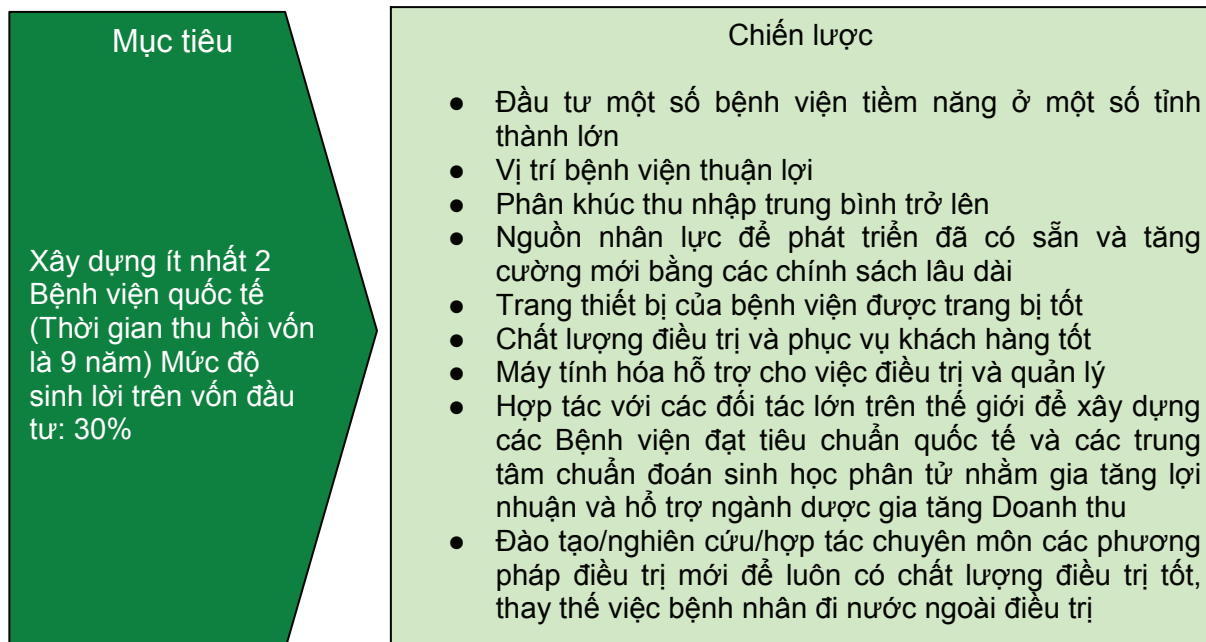 Mục tiêu
Xây dựng ít nhất 2
Bệnh viện quốc tế
(Thời gian thu hồi vốn
là 9 năm) Mức độ
sinh lời trên vốn đầu
tư: 30%
Chiến lược
● Đầu tư một số bệnh viện tiềm năng ở một số tỉnh
thành lớn
● Vị trí bệnh viện thuận lợi
● Phân khúc thu nhập trung bình trở lên
● Nguồn nhân lực để phát triển đã có sẵn và tăng
cường mới bằng các chính sách lâu dài
● Trang thiết bị của bệnh viện được trang bị tốt
● Chất lượng điều trị và phục vụ khách hàng tốt
● Máy tính hóa hỗ trợ cho việc điều trị và quản lý
● Hợp tác với các đối tác lớn trên thế giới để xây dựng
các Bệnh viện đạt tiêu chuẩn quốc tế và các trung
tâm chuẩn đoán sinh học phân tử nhằm gia tăng lợi
nhuận và hổ trợ ngành dược gia tăng Doanh thu
● Đào tạo/nghiên cứu/hợp tác chuyên môn các phương
pháp điều trị mới để luôn có chất lượng điều trị tốt,
thay thế việc bệnh nhân đi nước ngoài điều trị